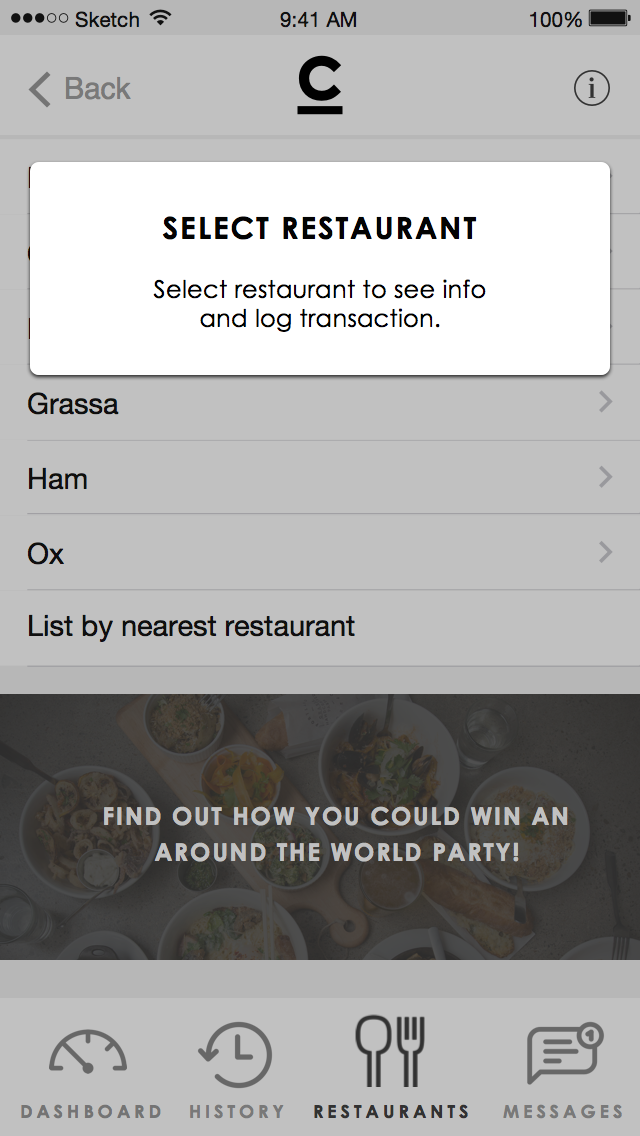 Sketch 9:41 AM 100%
Back C i
SELECT RESTAURANT
Select restaurant to see info
and log transaction.
Grassa
Ham
Ox
List by nearest restaurant
FIND OUT HOW YOU COULD WIN AN
AROUND THE WORLD PARTY!
1
DASHBOARD HISTORY RESTAURANTS MESSAGES